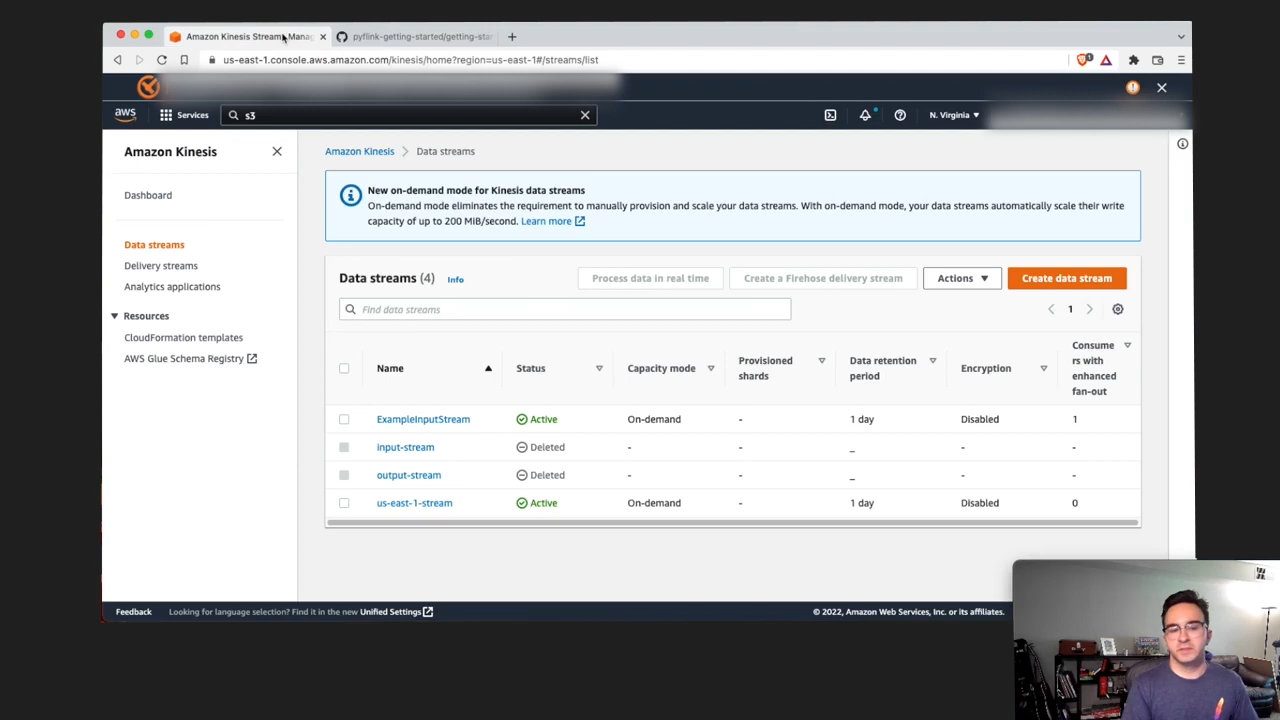 Amazon Kinesis Stream Mana
pyflink-getting-started/getting-star
us-east-1.console.aws.amazon.com/kinesis/home?region=us-east-1#/streams/list
1
aws
Services
s3
N. Virginia
Amazon Kinesis
Dashboard
Data streams
Delivery streams
Analytics applications
Resources
CloudFormation templates
AWS Glue Schema Registry
Amazon Kinesis
Data streams
New on-demand mode for Kinesis data streams
On-demand mode eliminates the requirement to manually provision and scale your data streams. With on-demand mode, your data streams automatically scale their write
capacity of up to 200 MiB/second. Learn more
Data streams (4) Info
Process data in real time
Create a Firehose delivery stream
Actions
Create data stream
Find data streams
1
Name
Status
Capacity mode
Provisioned
shards
Data retention
period
Encryption
Consume
rs with
enhanced
fan-out
ExampleInputStream Active On-demand - 1 day Disabled 1
input-stream Deleted - - _ - -
output-stream Deleted - - _ - -
us-east-1-stream Active On-demand - 1 day Disabled 0
Feedback
Looking for language selection? Find it in the new Unified Settings
© 2022, Amazon Web Services, Inc. or its affiliates.